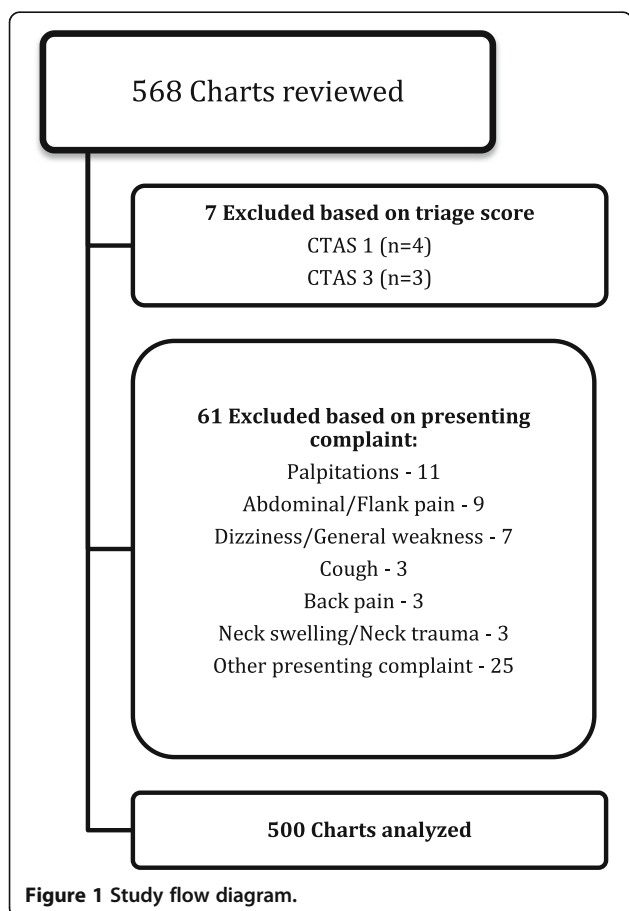 568 Charts reviewed
7 Excluded based on triage score
CTAS 1 (n=4)
CTAS 3 (n=3)
61 Excluded based on presenting
complaint:
Palpitations - 11
Abdominal/Flank pain - 9
Dizziness/General weakness - 7
Cough - 3
Back pain - 3
Neck swelling/Neck trauma - 3
Other presenting complaint - 25
500 Charts analyzed
Figure 1 Study flow diagram.